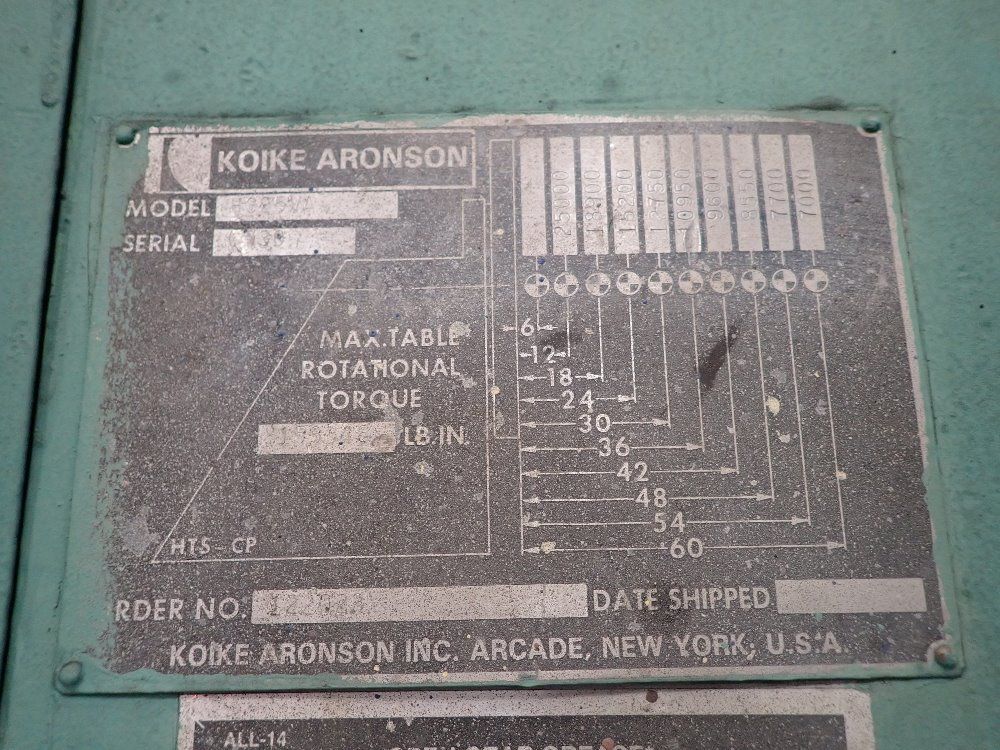 KOIKE ARONSON
MODEL
SERIAL
25000 15200 12750 10950 9600 8550 7700 7000
MAX. TABLE
ROTATIONAL
TORQUE
LB.IN.
6
12
18
24
30
36
42
48
54
60
HTS-CP
RDER NO.
DATE SHIPPED
KOIKE ARONSON INC. ARCADE, NEW YORK, U.S.A.
ALL-14